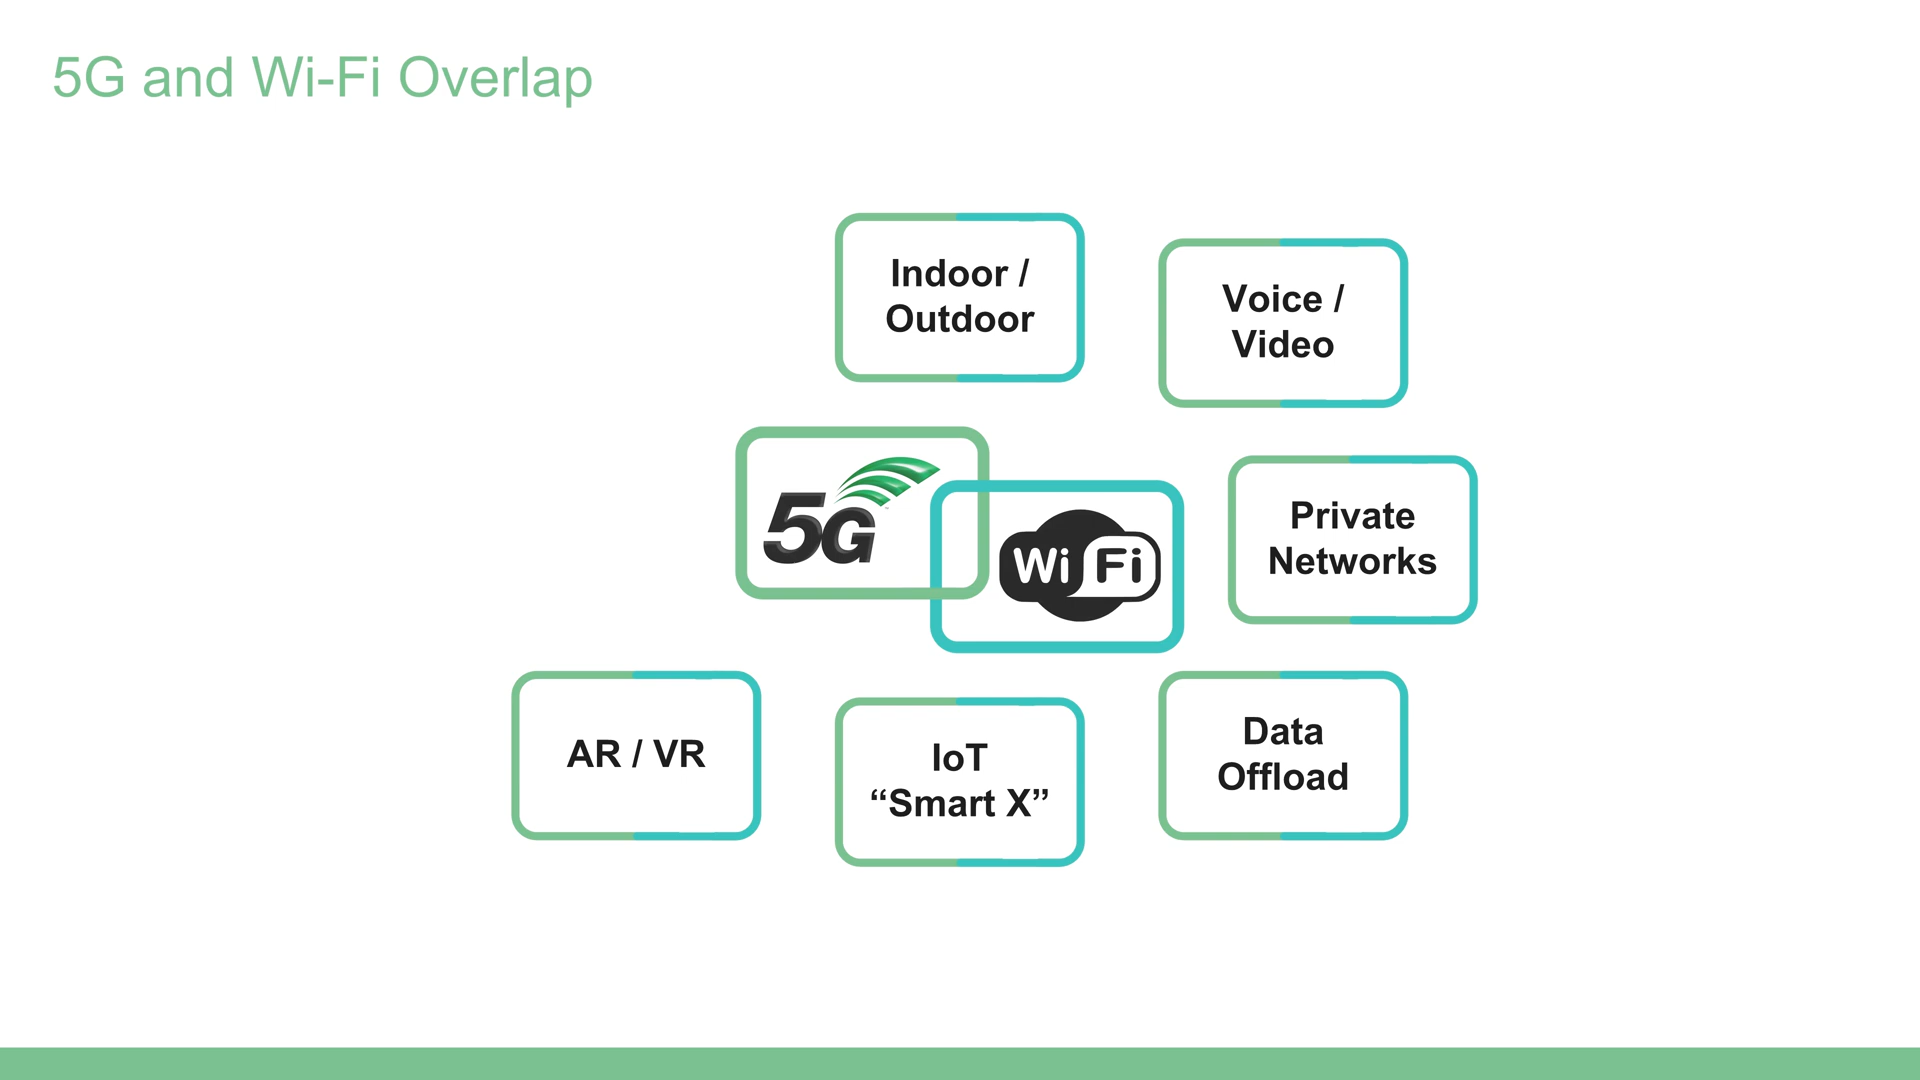 5G and Wi-Fi Overlap
Indoor /
Outdoor
Voice /
Video
5G
Wi Fi
Private
Networks
AR / VR
IoT
“Smart X”
Data
Offload